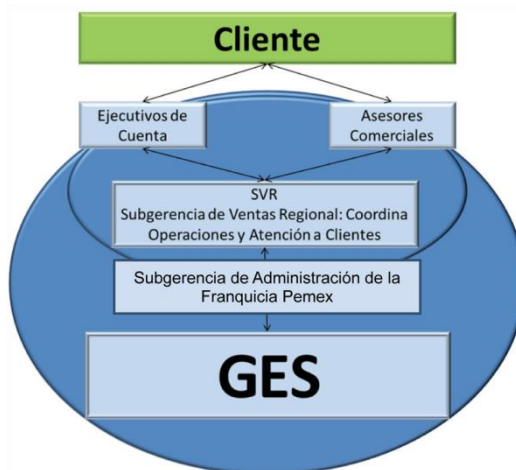 Cliente
Ejecutivos de
Cuenta
Asesores
Comerciales
SVR
Subgerencia de Ventas Regional: Coordina
Operaciones y Atención a Clientes
Subgerencia de Administración de la
Franquicia Pemex
GES